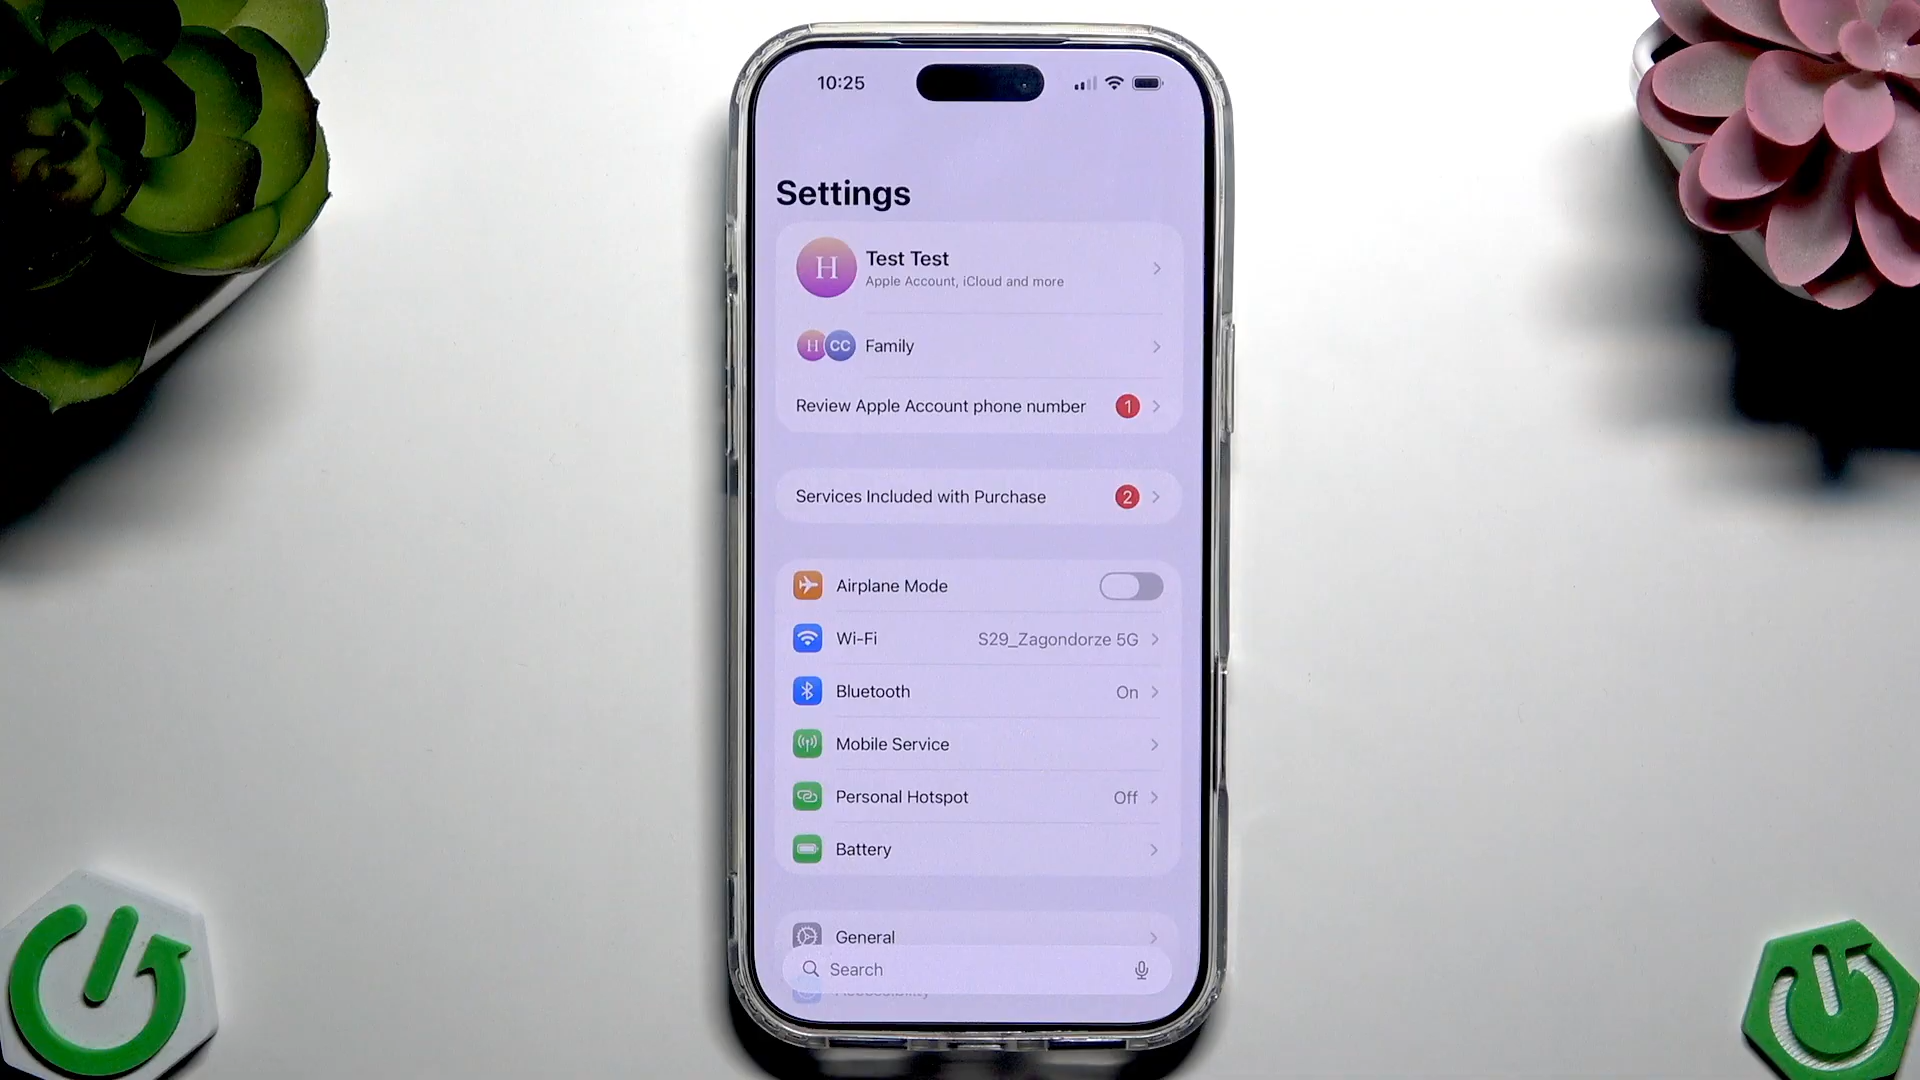 10:25
Settings
H
Test Test
Apple Account, iCloud and more
H CC Family
Review Apple Account phone number 1
Services Included with Purchase 2
Airplane Mode
Wi-Fi S29_Zagondorze 5G
Bluetooth On
Mobile Service
Personal Hotspot Off
Battery
General
Search
Accessibility